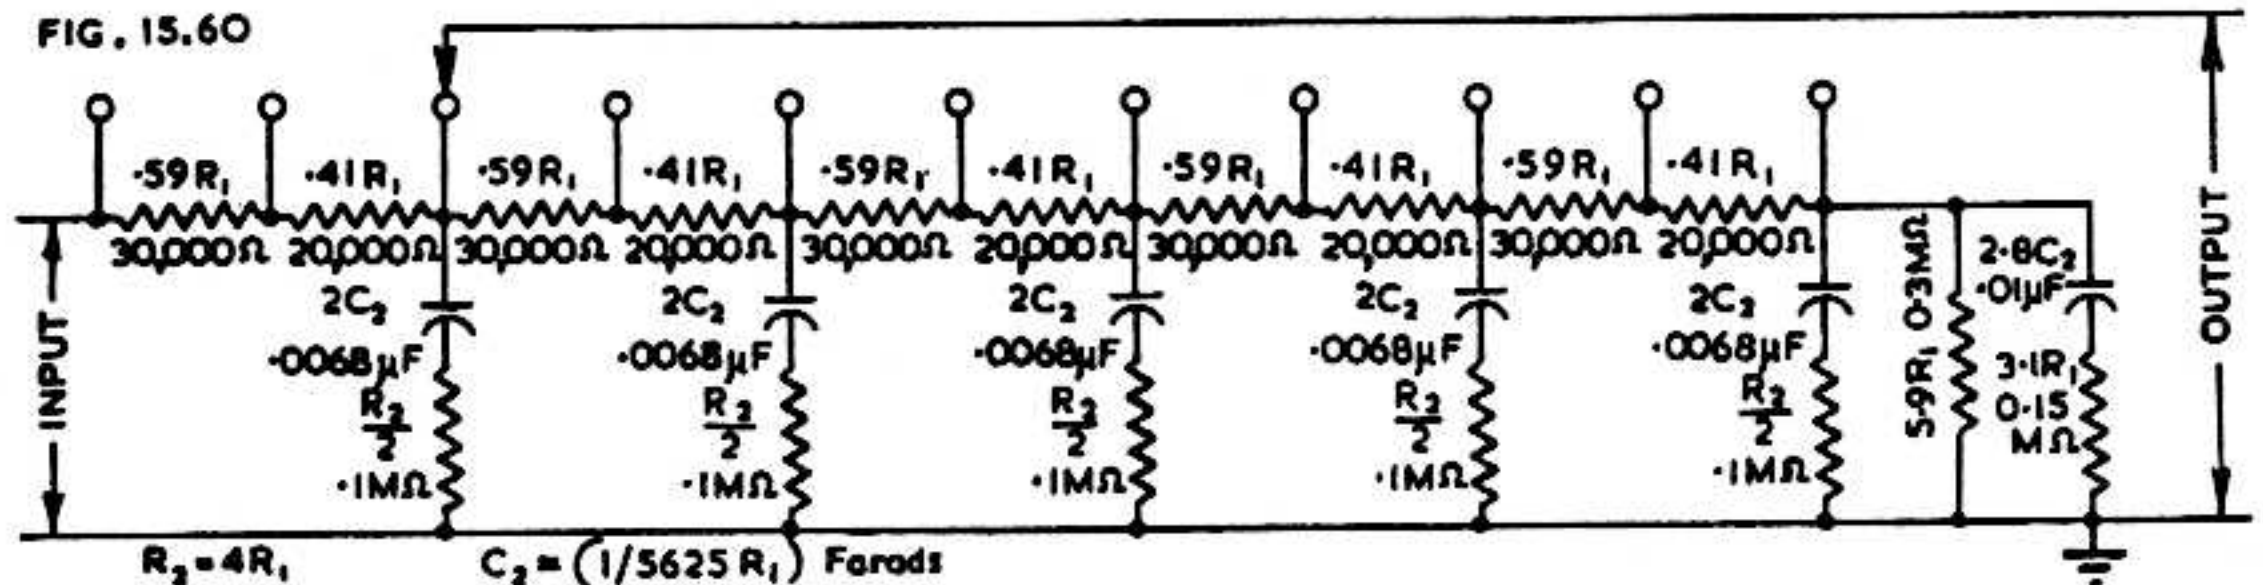 FIG. 15.60
·59R₁ ·41R₁ ·59R₁ ·41R₁ ·59R₁ ·41R₁ ·59R₁ ·41R₁ ·59R₁ ·41R₁
30,000Ω 20,000Ω 30,000Ω 20,000Ω 30,000Ω 20,000Ω 30,000Ω 20,000Ω 30,000Ω 20,000Ω
INPUT
2C₂
·0068μF
R₂/2
·1MΩ
2C₂
·0068μF
R₂/2
·1MΩ
2C₂
·0068μF
R₂/2
·1MΩ
2C₂
·0068μF
R₂/2
·1MΩ
2C₂
·0068μF
R₂/2
·1MΩ
5·9R₁ 0·3MΩ
2·8C₂
·01μF
3·1R₁
0·15
MΩ
OUTPUT
R₂=4R₁ C₂=(1/5625R₁) Farads